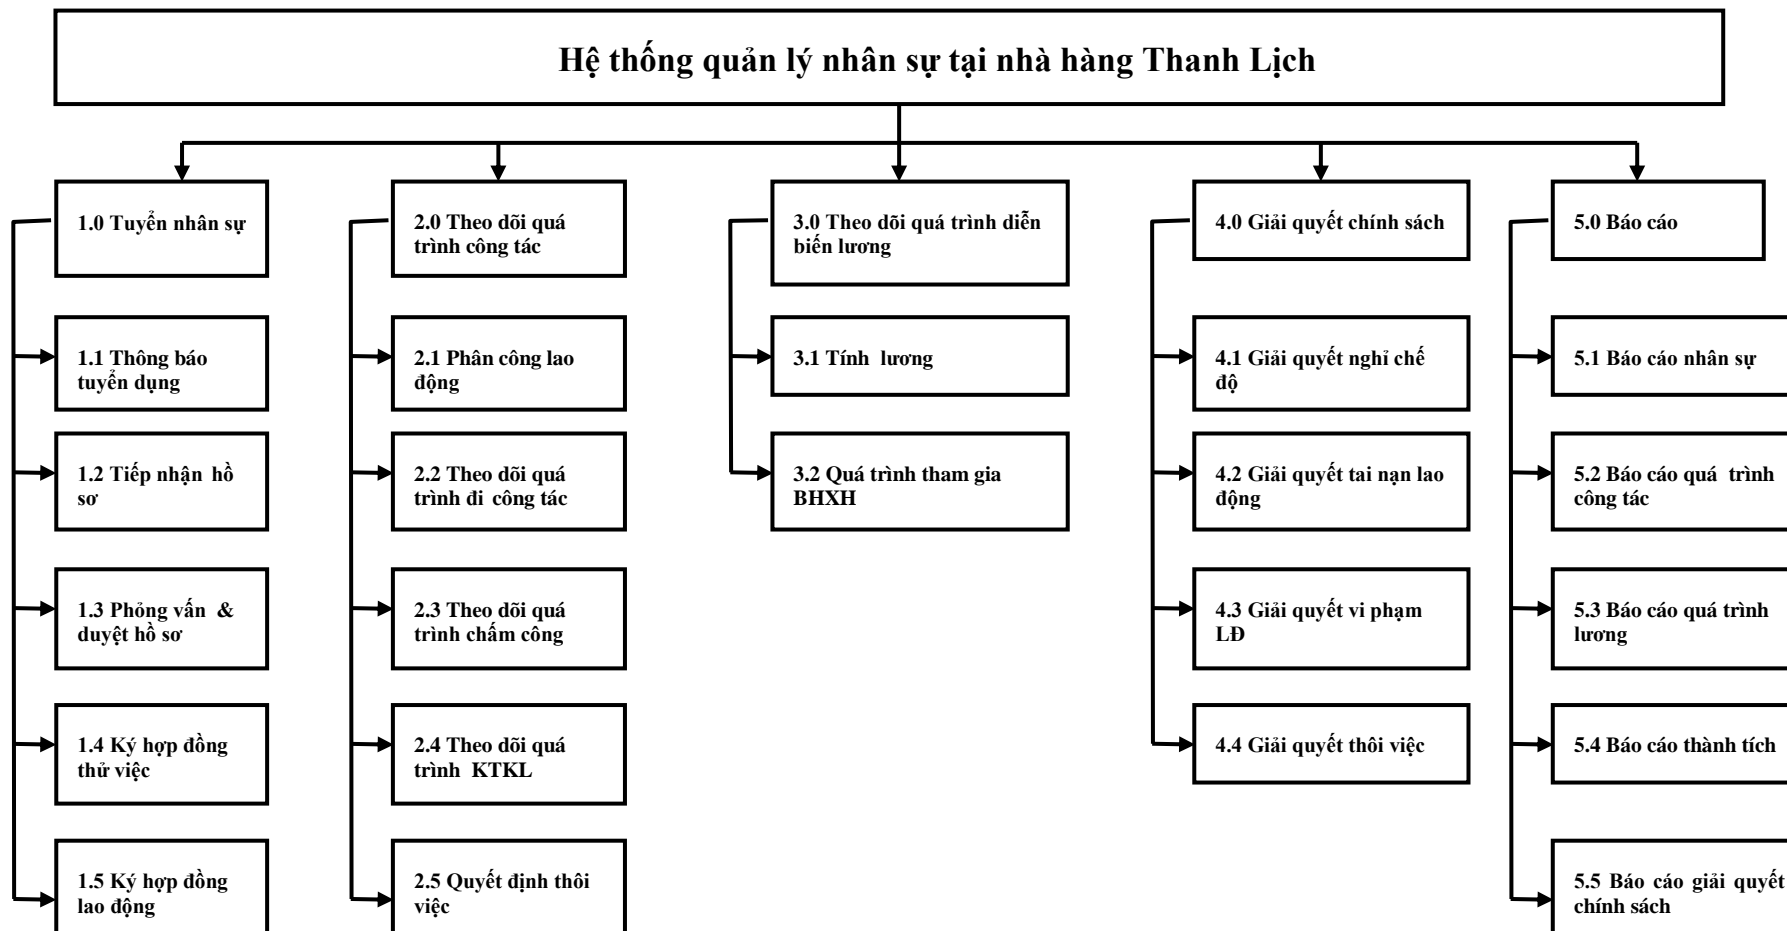 Hệ thống quản lý nhân sự tại nhà hàng Thanh Lịch
1.0 Tuyển nhân sự
2.0 Theo dõi quá
trình công tác
3.0 Theo dõi quá trình diễn
biến lương
4.0 Giải quyết chính sách
5.0 Báo cáo
1.1 Thông báo
tuyển dụng
2.1 Phân công lao
động
3.1 Tính lương
4.1 Giải quyết nghỉ chế
độ
5.1 Báo cáo nhân sự
1.2 Tiếp nhận hồ
sơ
2.2 Theo dõi quá
trình đi công tác
3.2 Quá trình tham gia
BHXH
4.2 Giải quyết tai nạn lao
động
5.2 Báo cáo quá trình
công tác
1.3 Phỏng vấn &
duyệt hồ sơ
2.3 Theo dõi quá
trình chấm công
4.3 Giải quyết vi phạm
LĐ
5.3 Báo cáo quá trình
lương
1.4 Ký hợp đồng
thử việc
2.4 Theo dõi quá
trình KTKL
4.4 Giải quyết thôi việc
5.4 Báo cáo thành tích
1.5 Ký hợp đồng
lao động
2.5 Quyết định thôi
việc
5.5 Báo cáo giải quyết
chính sách